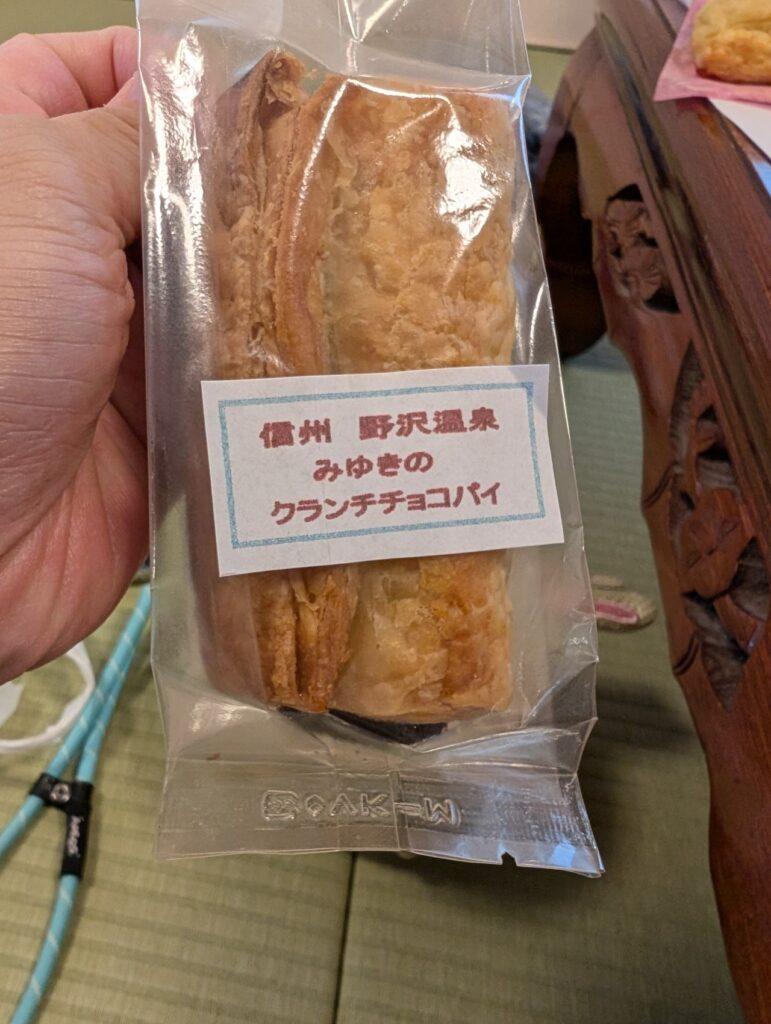 信州 野沢温泉
みゆきの
クランチチョコパイ